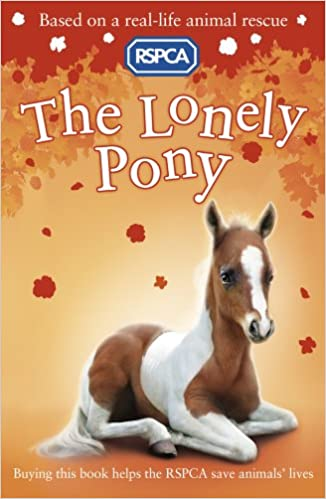 Based on a real-life animal rescue
RSPCA
The Lonely
Pony
Buying this book helps the RSPCA save animals' lives